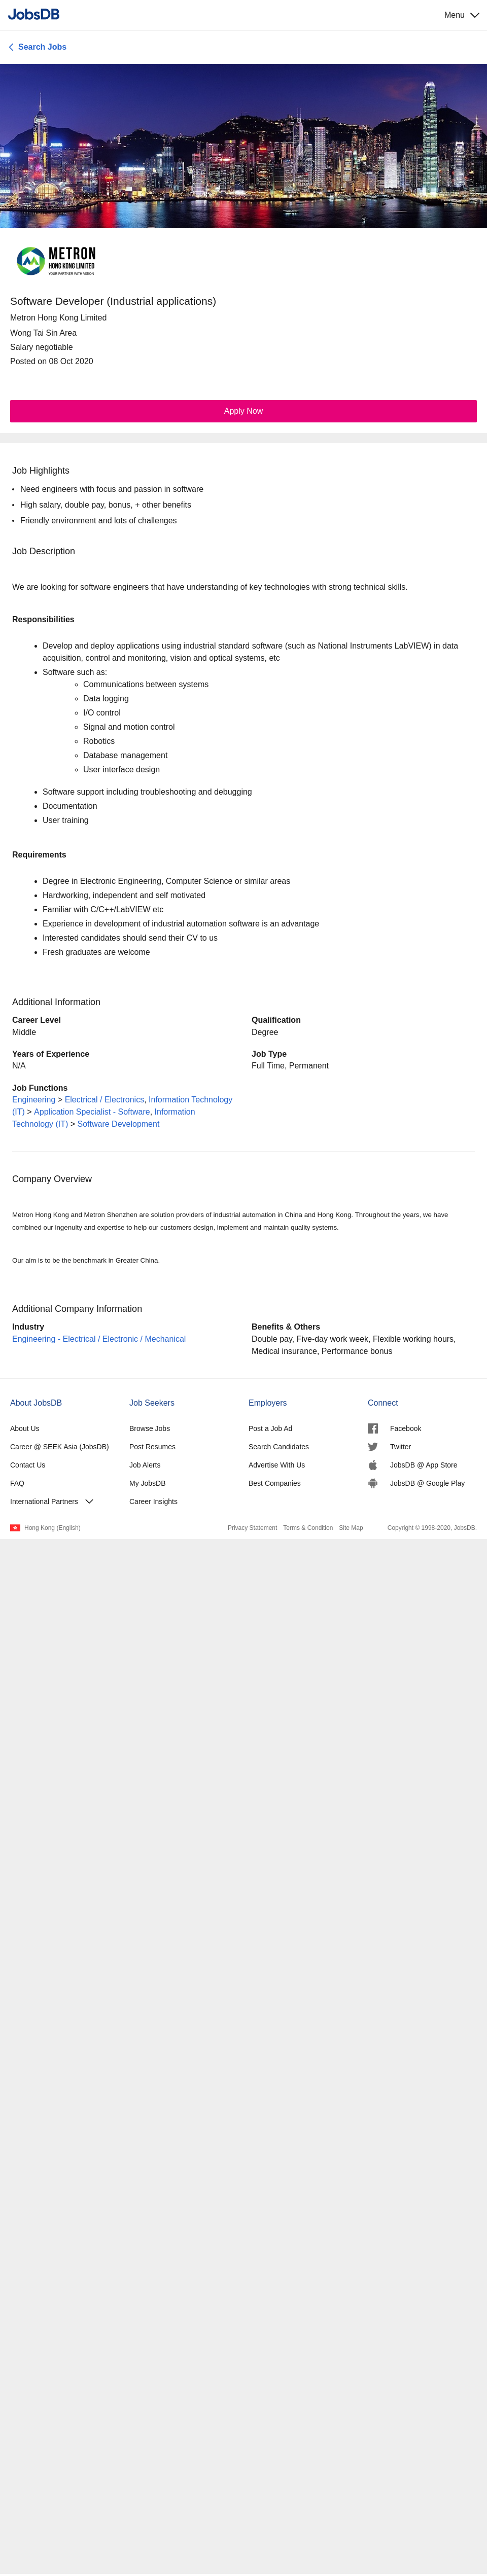 JobsDB
Menu
Search Jobs
METRON
HONG KONG LIMITED
YOUR PARTNER WITH VISION
Software Developer (Industrial applications)
Metron Hong Kong Limited
Wong Tai Sin Area
Salary negotiable
Posted on 08 Oct 2020
Apply Now
Job Highlights
• Need engineers with focus and passion in software
• High salary, double pay, bonus, + other benefits
• Friendly environment and lots of challenges
Job Description
We are looking for software engineers that have understanding of key technologies with strong technical skills.
Responsibilities
• Develop and deploy applications using industrial standard software (such as National Instruments LabVIEW) in data
acquisition, control and monitoring, vision and optical systems, etc
• Software such as:
◦ Communications between systems
◦ Data logging
◦ I/O control
◦ Signal and motion control
◦ Robotics
◦ Database management
◦ User interface design
• Software support including troubleshooting and debugging
• Documentation
• User training
Requirements
• Degree in Electronic Engineering, Computer Science or similar areas
• Hardworking, independent and self motivated
• Familiar with C/C++/LabVIEW etc
• Experience in development of industrial automation software is an advantage
• Interested candidates should send their CV to us
• Fresh graduates are welcome
Additional Information
Career Level
Middle
Qualification
Degree
Years of Experience
N/A
Job Type
Full Time, Permanent
Job Functions
Engineering > Electrical / Electronics, Information Technology
(IT) > Application Specialist - Software, Information
Technology (IT) > Software Development
Company Overview
Metron Hong Kong and Metron Shenzhen are solution providers of industrial automation in China and Hong Kong. Throughout the years, we have
combined our ingenuity and expertise to help our customers design, implement and maintain quality systems.
Our aim is to be the benchmark in Greater China.
Additional Company Information
Industry
Engineering - Electrical / Electronic / Mechanical
Benefits & Others
Double pay, Five-day work week, Flexible working hours,
Medical insurance, Performance bonus
About JobsDB
About Us
Career @ SEEK Asia (JobsDB)
Contact Us
FAQ
International Partners
Job Seekers
Browse Jobs
Post Resumes
Job Alerts
My JobsDB
Career Insights
Employers
Post a Job Ad
Search Candidates
Advertise With Us
Best Companies
Connect
Facebook
Twitter
JobsDB @ App Store
JobsDB @ Google Play
Hong Kong (English)
Privacy Statement
Terms & Condition
Site Map
Copyright © 1998-2020, JobsDB.